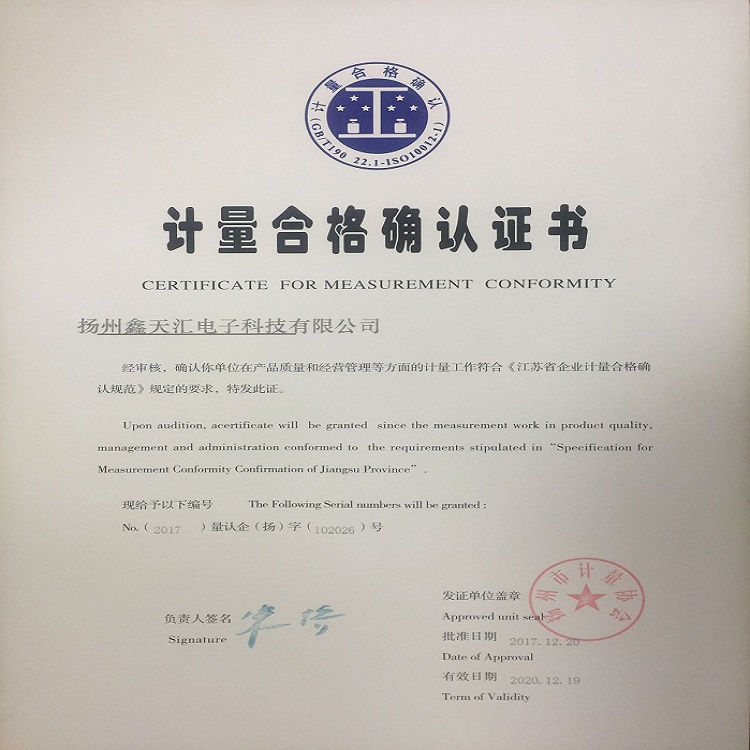 计量合格确认
(GB/T190 22.1-ISO10012-1)
计量合格确认证书
CERTIFICATE FOR MEASUREMENT CONFORMITY
扬州鑫天汇电子科技有限公司
经审核，确认你单位在产品质量和经营管理等方面的计量工作符合《江苏省企业计量合格确
认规范》规定的要求，特发此证。
Upon audition, acertificate will be granted since the measurement work in product quality,
management and administration conformed to the requirements stipulated in “Specification for
Measurement Conformity Confirmation of Jiangsu Province”.
现给予以下编号 The Following Serial numbers will be granted :
No.（2017）量认企（扬）字（102026）号
负责人签名
Signature
发证单位盖章
Approved unit seal
批准日期 2017.12.20
Date of Approval
有效日期 2020.12.19
Term of Validity
扬州市计量协会